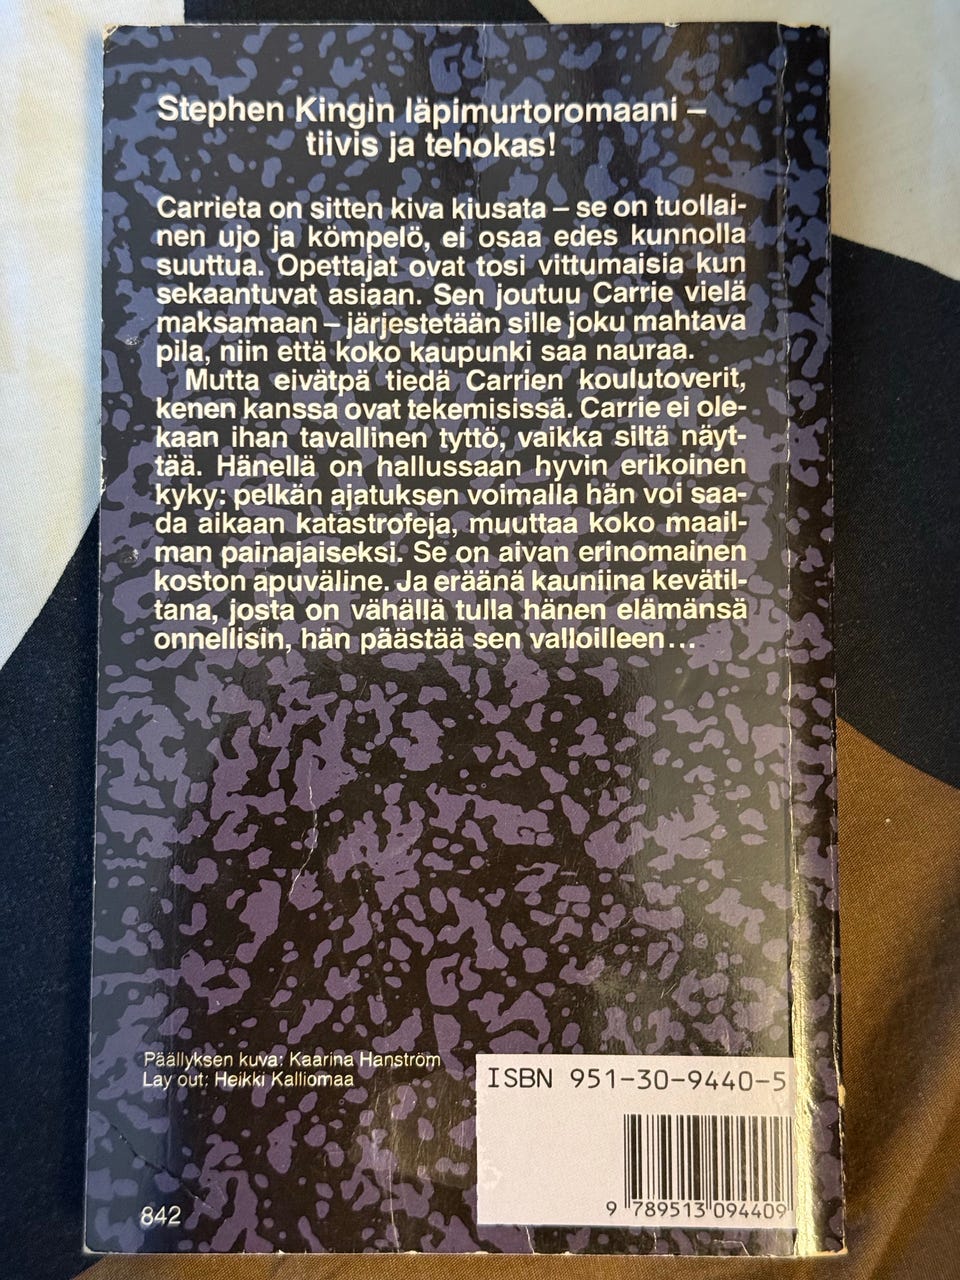 Stephen Kingin läpimurtoromaani –
tiivis ja tehokas!
Carrieta on sitten kiva kiusata – se on tuollai-
nen ujo ja kömpelö, ei osaa edes kunnolla
suuttua. Opettajat ovat tosi vittumaisia kun
sekaantuvat asiaan. Sen joutuu Carrie vielä
maksamaan – järjestetään sille joku mahtava
pila, niin että koko kaupunki saa nauraa.
Mutta eivätpä tiedä Carrien koulutoverit,
kenen kanssa ovat tekemisissä. Carrie ei ole-
kaan ihan tavallinen tyttö, vaikka siltä näyt-
tää. Hänellä on hallussaan hyvin erikoinen
kyky: pelkän ajatuksen voimalla hän voi saa-
da aikaan katastrofeja, muuttaa koko maail-
man painajaiseksi. Se on aivan erinomainen
koston apuväline. Ja eräänä kauniina kevätil-
tana, josta on vähällä tulla hänen elämänsä
onnellisin, hän päästää sen valloilleen...
Päällyksen kuva: Kaarina Hanström
Lay out: Heikki Kalliomaa
ISBN 951-30-9440-5
9 789513 094409
842